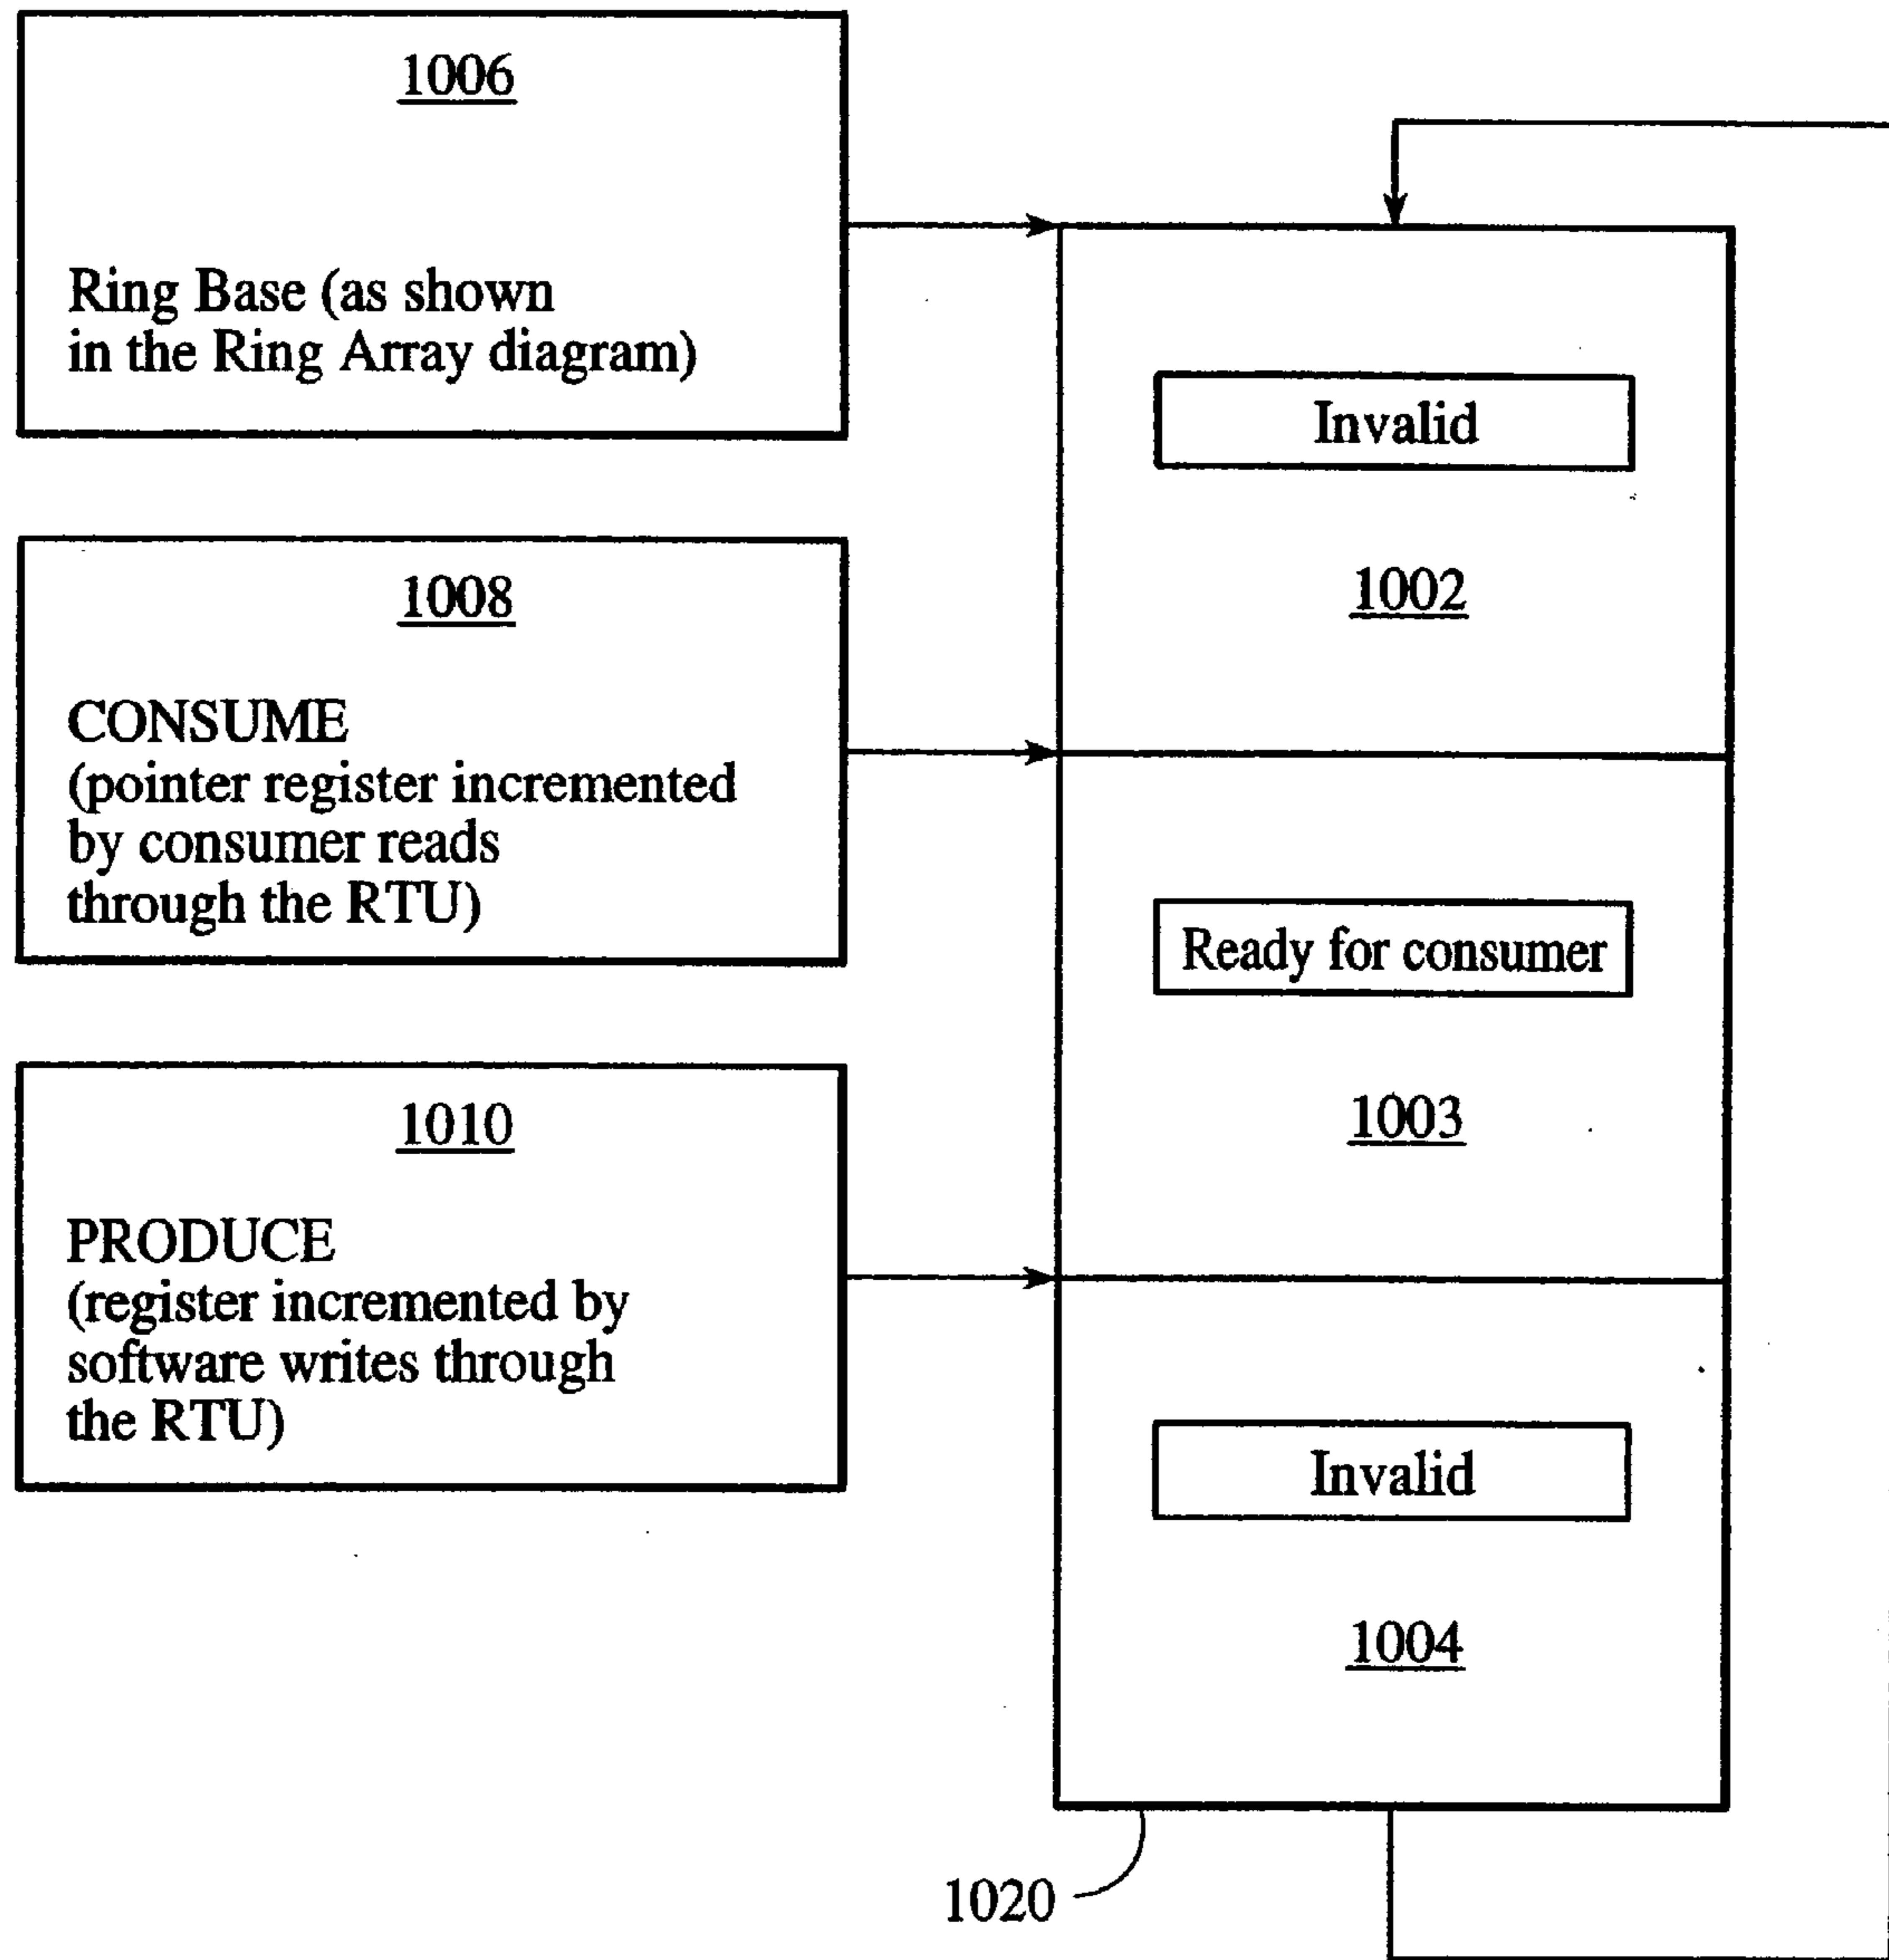 1006
Ring Base (as shown
in the Ring Array diagram)
1008
CONSUME
(pointer register incremented
by consumer reads
through the RTU)
1010
PRODUCE
(register incremented by
software writes through
the RTU)
Invalid
1002
Ready for consumer
1003
Invalid
1004
1020